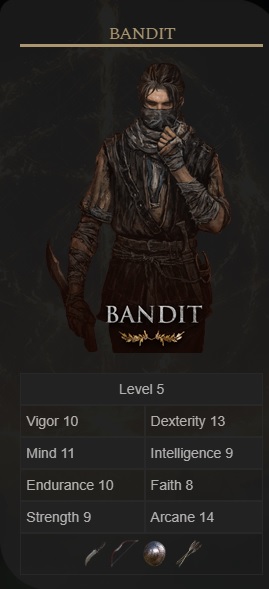 BANDIT
BANDIT
Level 5
Vigor 10 Dexterity 13
Mind 11 Intelligence 9
Endurance 10 Faith 8
Strength 9 Arcane 14